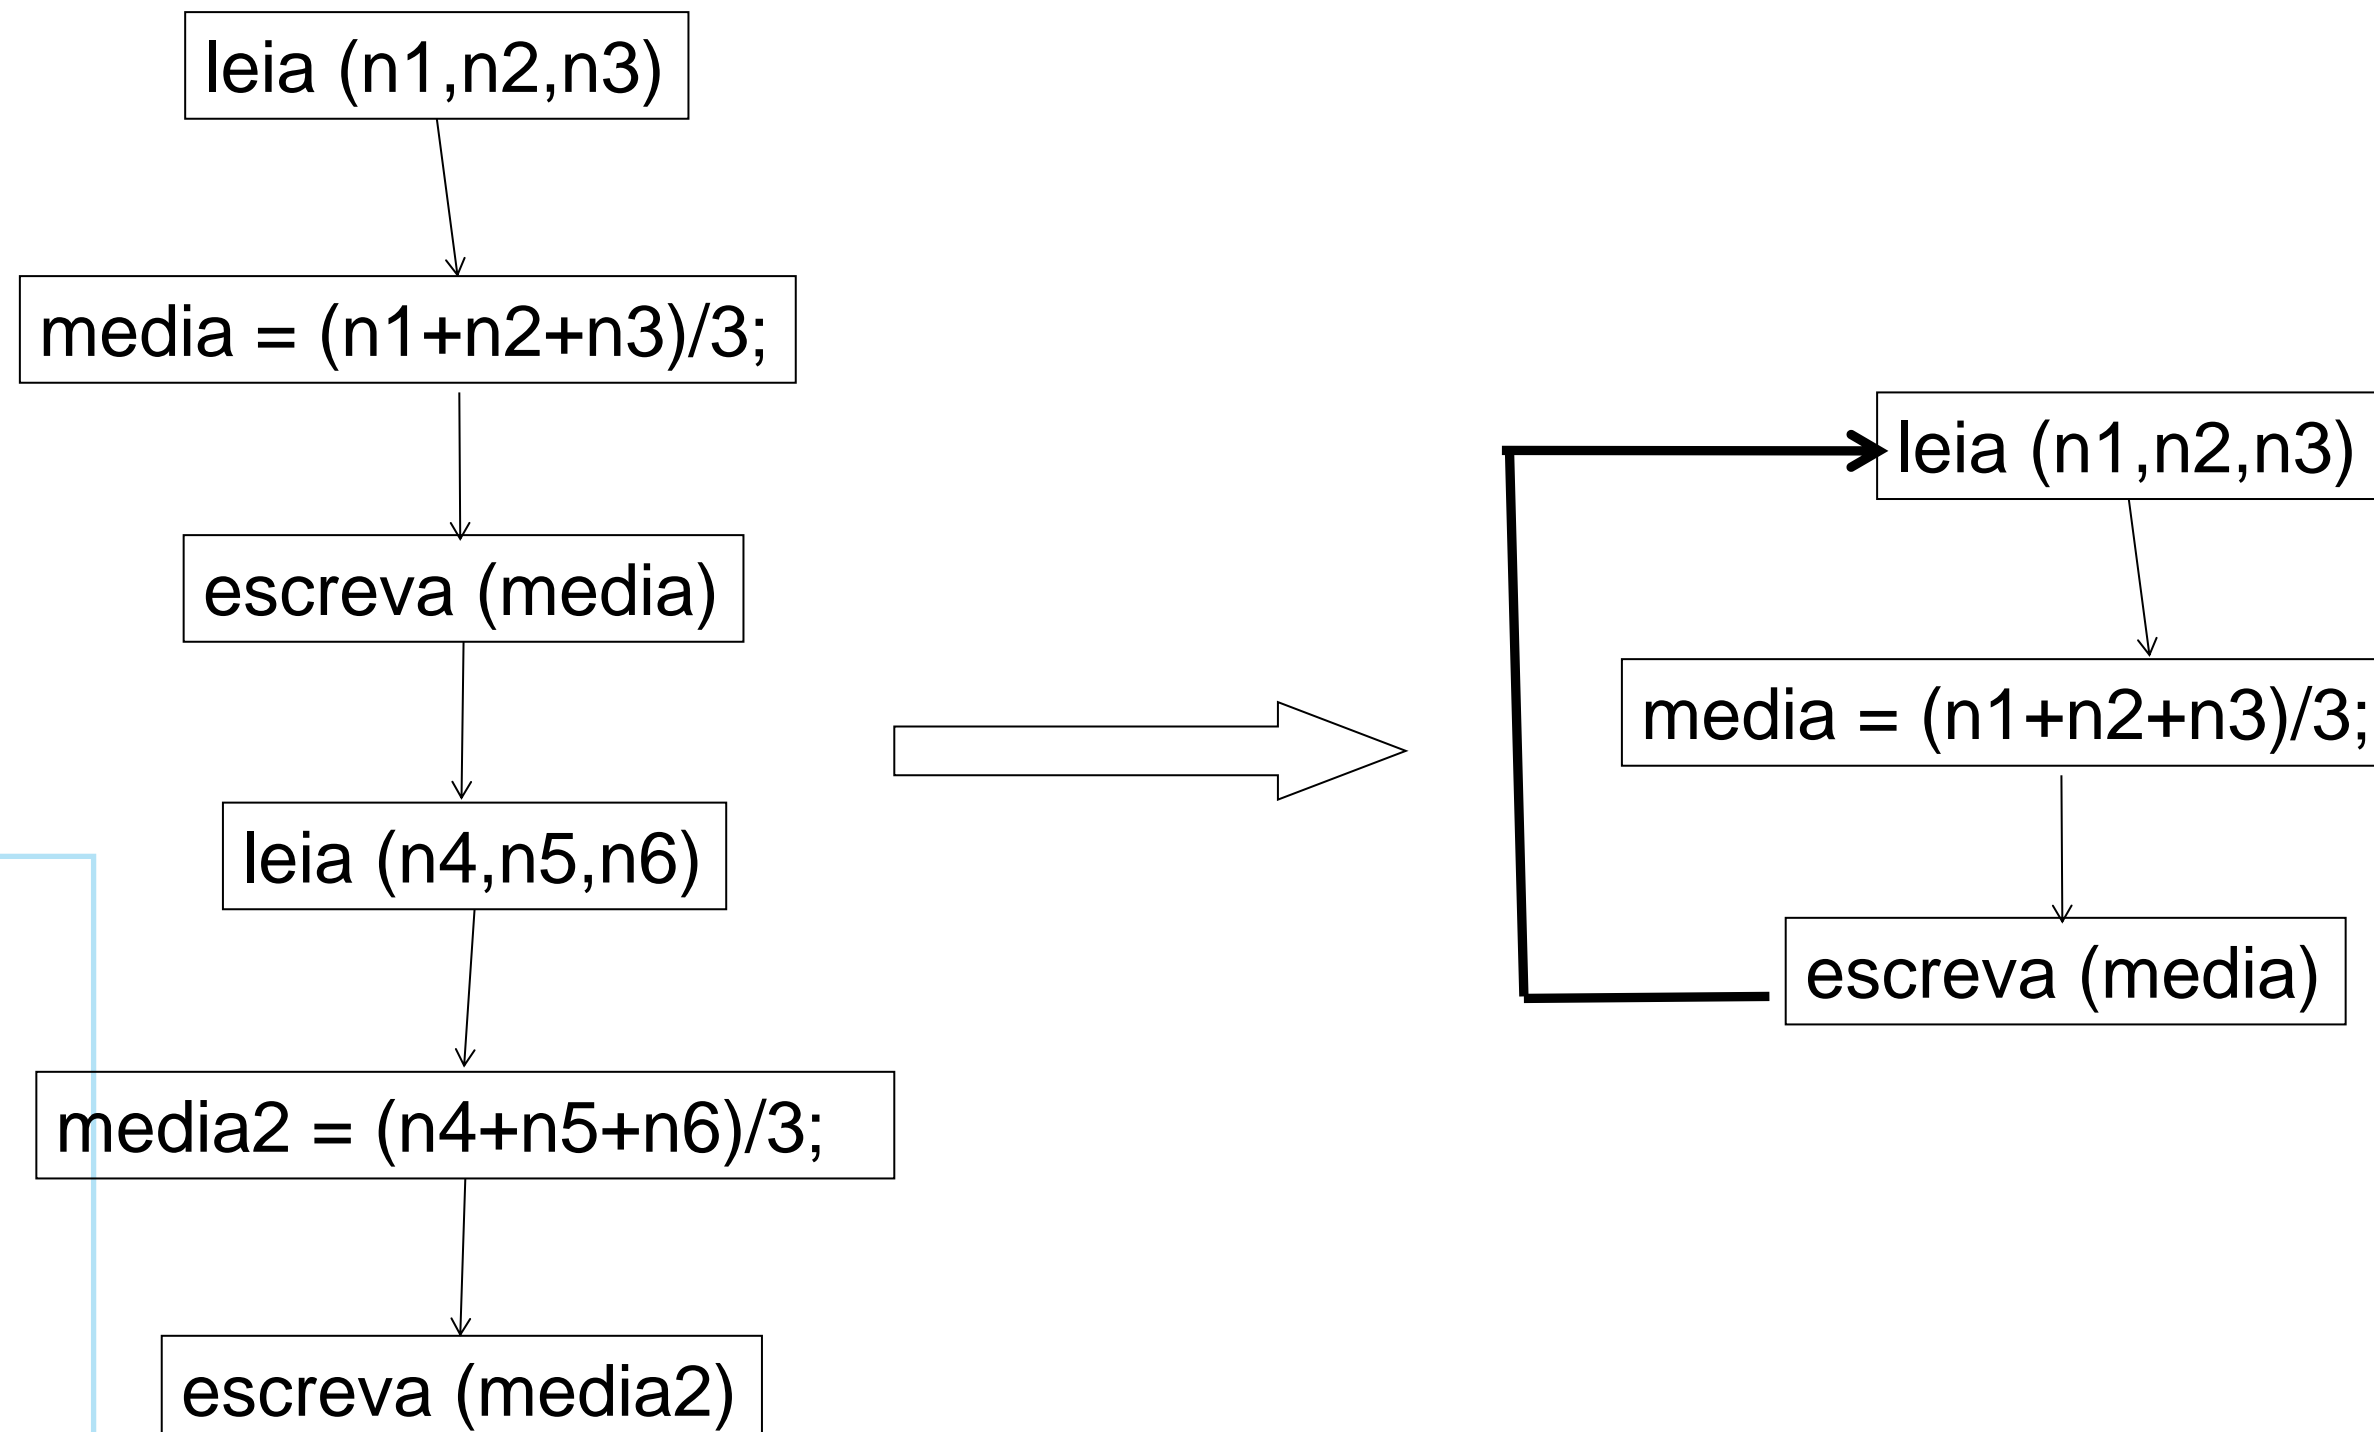 leia (n1,n2,n3)
media = (n1+n2+n3)/3;
escreva (media)
leia (n4,n5,n6)
media2 = (n4+n5+n6)/3;
escreva (media2)
leia (n1,n2,n3)
media = (n1+n2+n3)/3;
escreva (media)